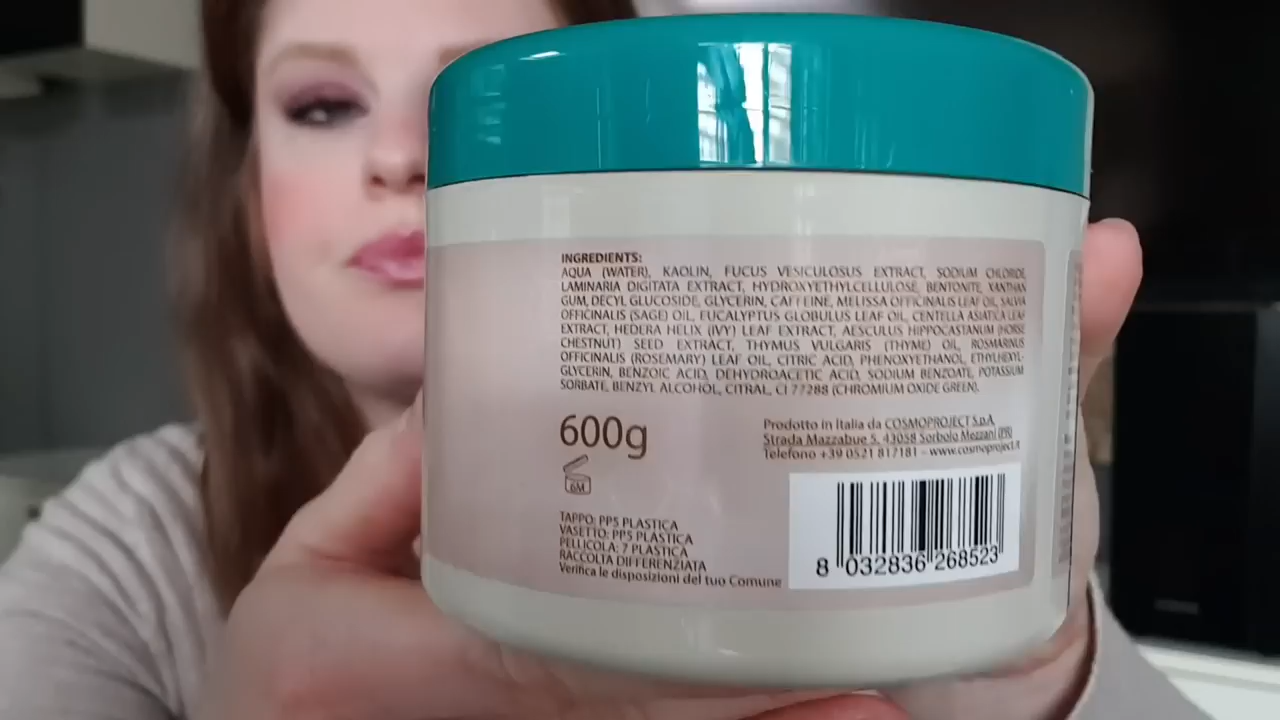 INGREDIENTS:
AQUA (WATER), KAOLIN, FUCUS VESICULOSUS EXTRACT, SODIUM CHLORIDE,
LAMINARIA DIGITATA EXTRACT, HYDROXYETHYLCELLULOSE, BENTONITE, XANTHAN
GUM, DECYL GLUCOSIDE, GLYCERIN, CAFFEINE, MELISSA OFFICINALIS LEAF OIL, SALVIA
OFFICINALIS (SAGE) OIL, EUCALYPTUS GLOBULUS LEAF OIL, CENTELLA ASIATICA LEAF
EXTRACT, HEDERA HELIX (IVY) LEAF EXTRACT, AESCULUS HIPPOCASTANUM (HORSE
CHESTNUT) SEED EXTRACT, THYMUS VULGARIS (THYME) OIL, ROSMARINUS
OFFICINALIS (ROSEMARY) LEAF OIL, CITRIC ACID, PHENOXYETHANOL, ETHYLHEXYL-
GLYCERIN, BENZOIC ACID, DEHYDROACETIC ACID, SODIUM BENZOATE, POTASSIUM
SORBATE, BENZYL ALCOHOL, CITRAL, CI 77288 (CHROMIUM OXIDE GREEN).
600g
Prodotto in Italia da COSMOPROJECT S.p.A.
Strada Mazzabue 5, 43058 Sorbolo Mezzani (PR)
Telefono +39 0521 817181 - www.cosmoproject.it
6M
TAPPO: PP5 PLASTICA
VASETTO: PP5 PLASTICA
PELLICOLA: 7 PLASTICA
RACCOLTA DIFFERENZIATA
Verifica le disposizioni del tuo Comune
8 032836 268523